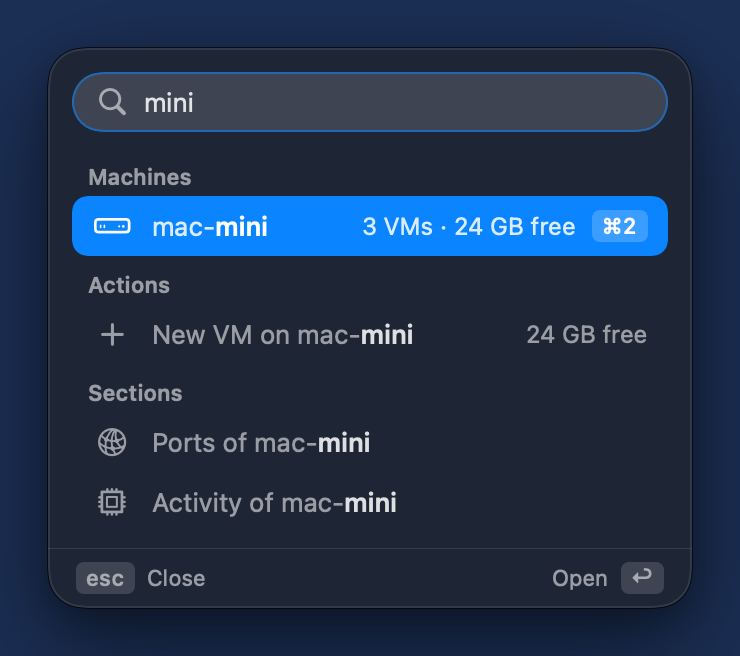 mini
Machines
mac-mini 3 VMs · 24 GB free ⌘2
Actions
New VM on mac-mini 24 GB free
Sections
Ports of mac-mini
Activity of mac-mini
esc Close Open ↩